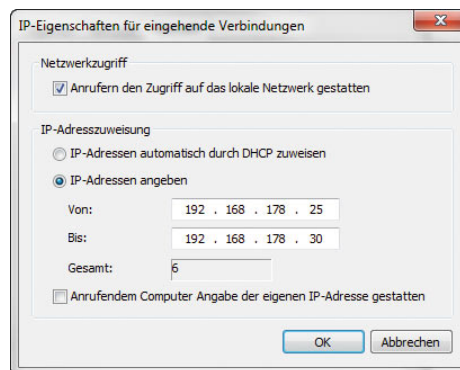 IP-Eigenschaften für eingehende Verbindungen
Netzwerkzugriff
Anrufern den Zugriff auf das lokale Netzwerk gestatten
IP-Adresszuweisung
IP-Adressen automatisch durch DHCP zuweisen
IP-Adressen angeben
Von: 192 . 168 . 178 . 25
Bis: 192 . 168 . 178 . 30
Gesamt: 6
Anrufendem Computer Angabe der eigenen IP-Adresse gestatten
OK Abbrechen